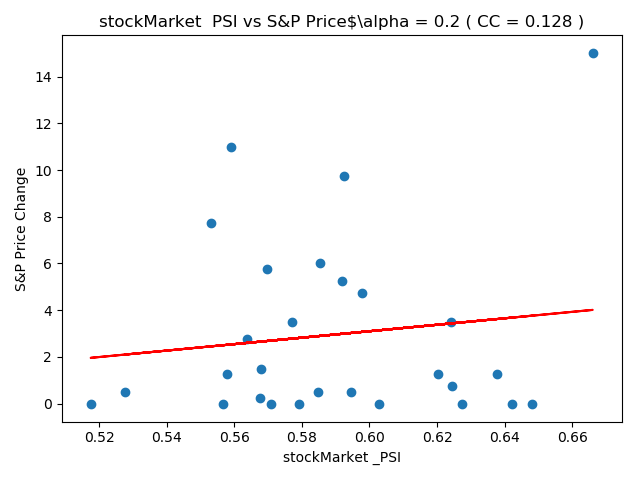 stockMarket  PSI vs S&P Price$\alpha = 0.2 ( CC = 0.128 )
14
12
10
8
6
4
2
0
S&P Price Change
0.52 0.54 0.56 0.58 0.60 0.62 0.64 0.66
stockMarket _PSI